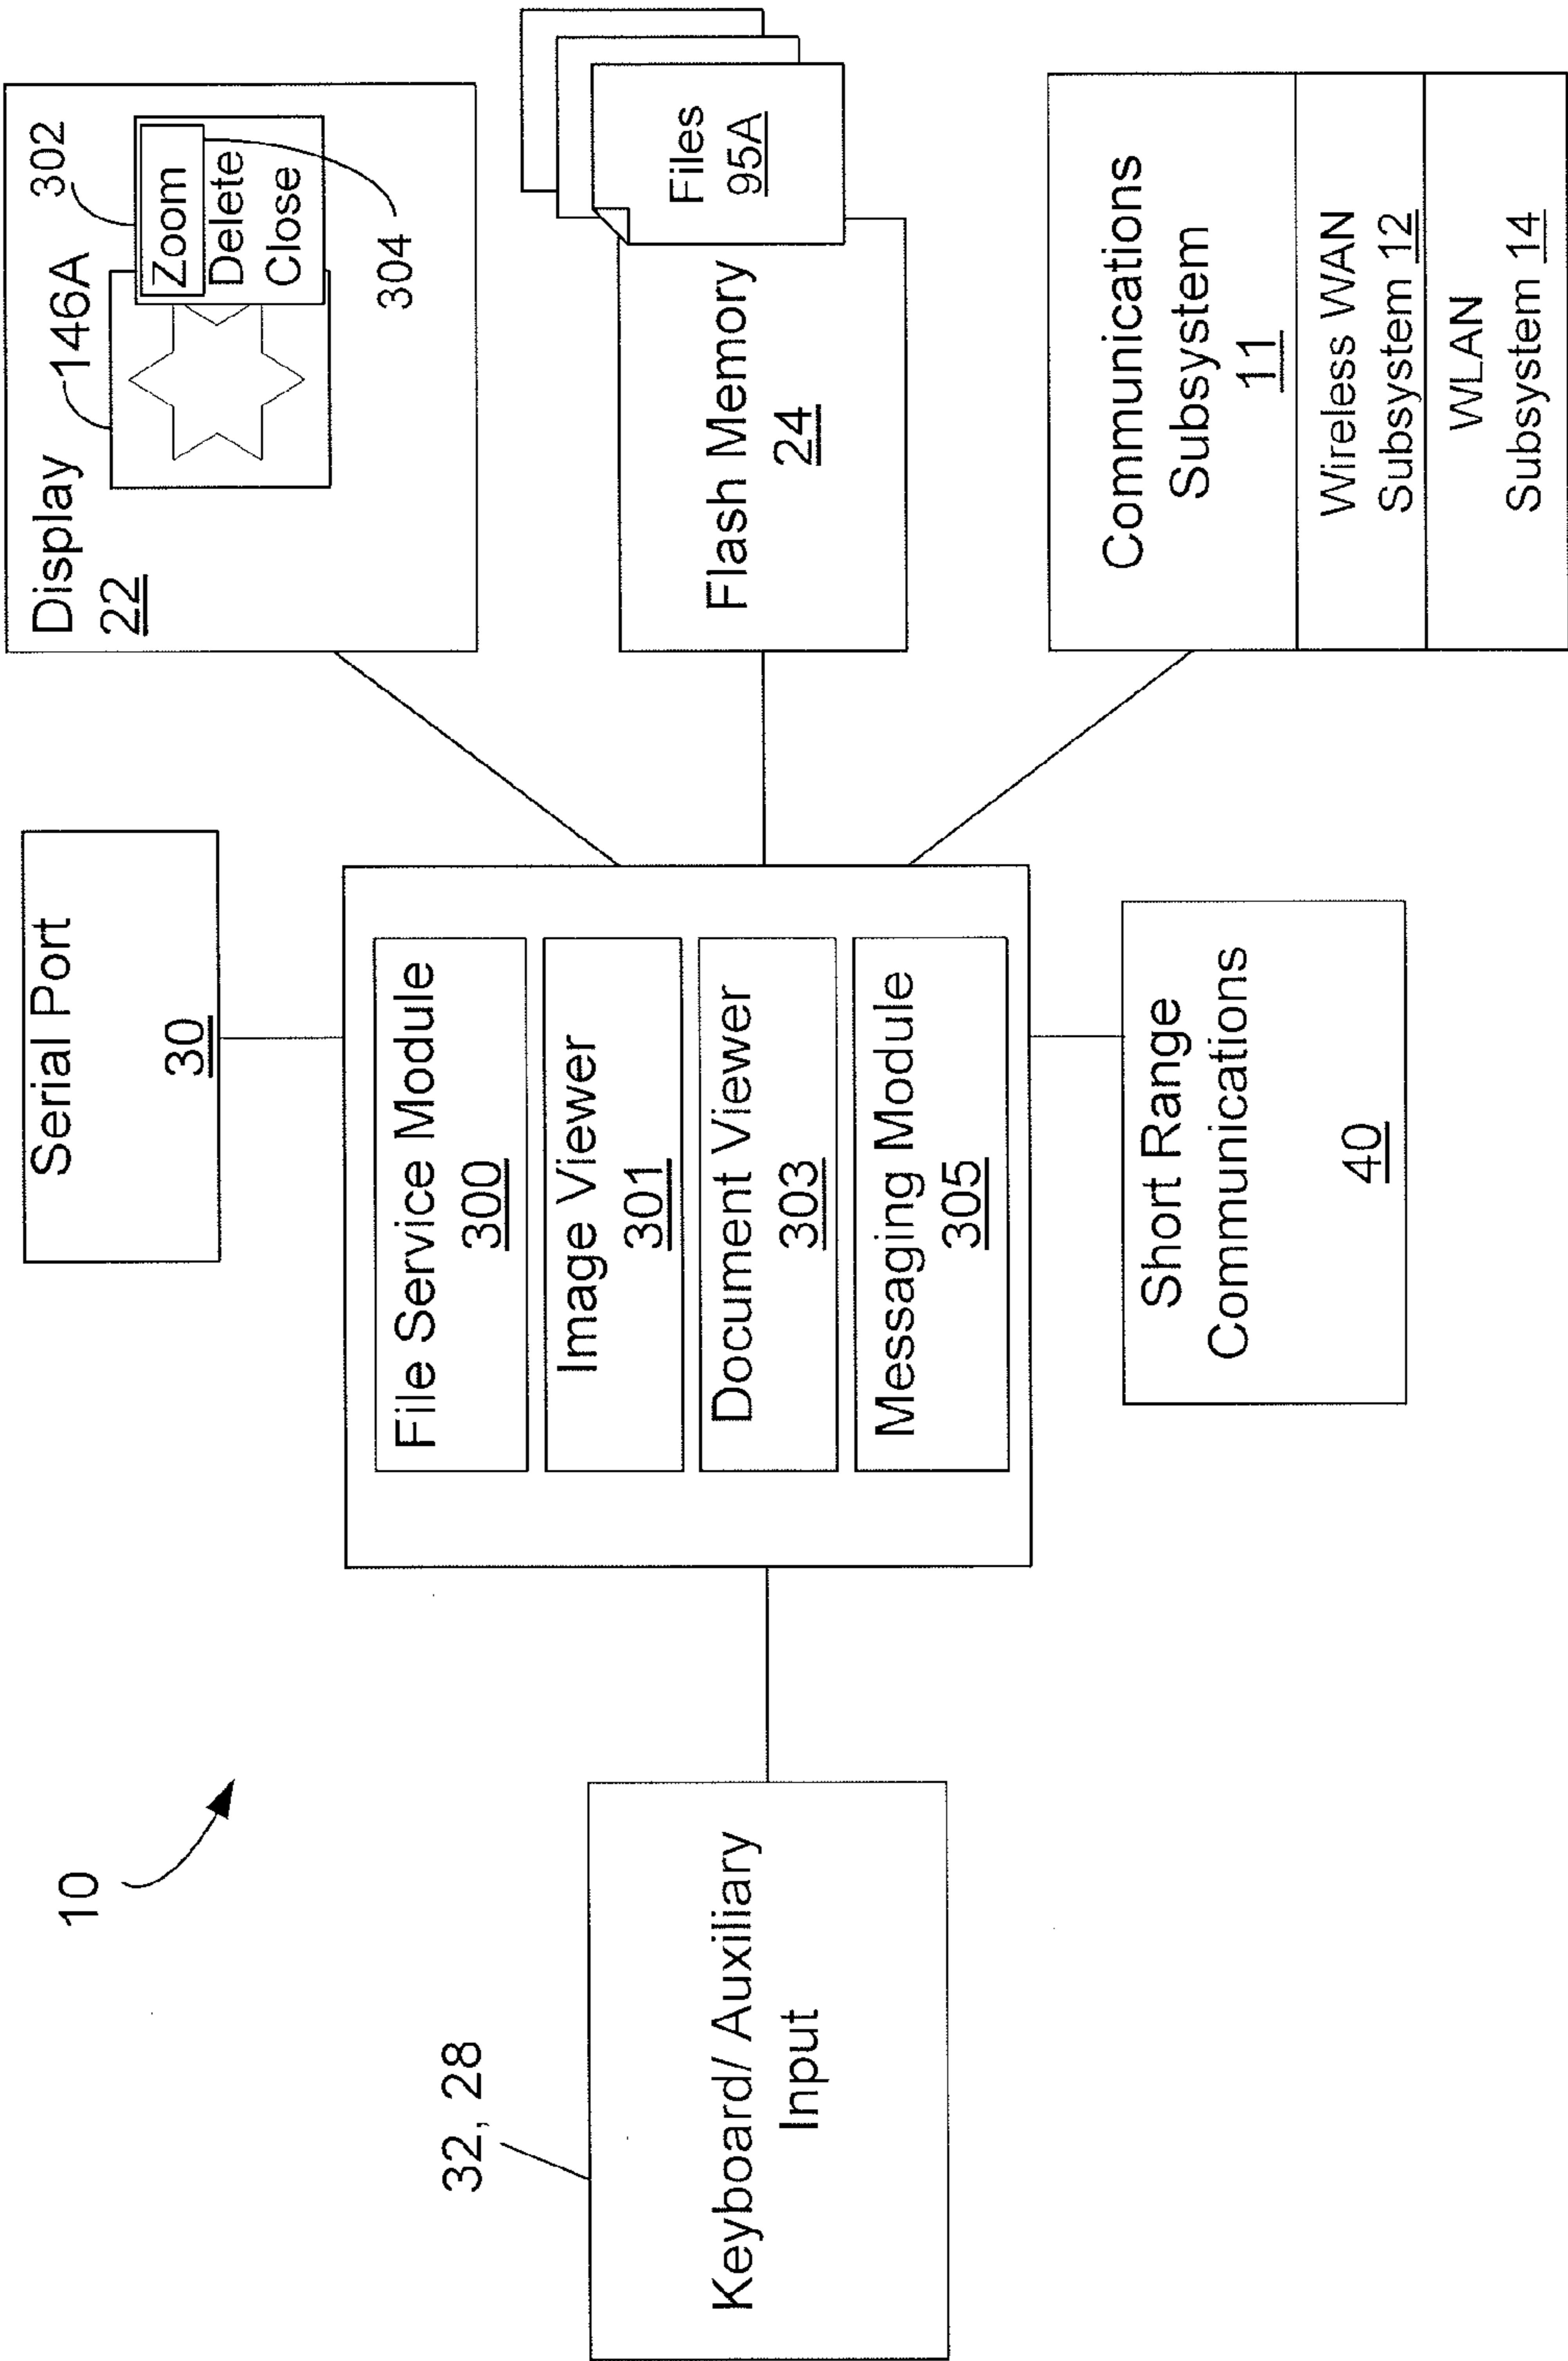 10
32, 28
Keyboard/ Auxiliary
Input
Serial Port
30
File Service Module
300
Image Viewer
301
Document Viewer
303
Messaging Module
305
Short Range
Communications
40
Display
22
146A
302
Zoom
Delete
Close
304
Files
95A
Flash Memory
24
Communications
Subsystem
11
Wireless WAN
Subsystem 12
WLAN
Subsystem 14